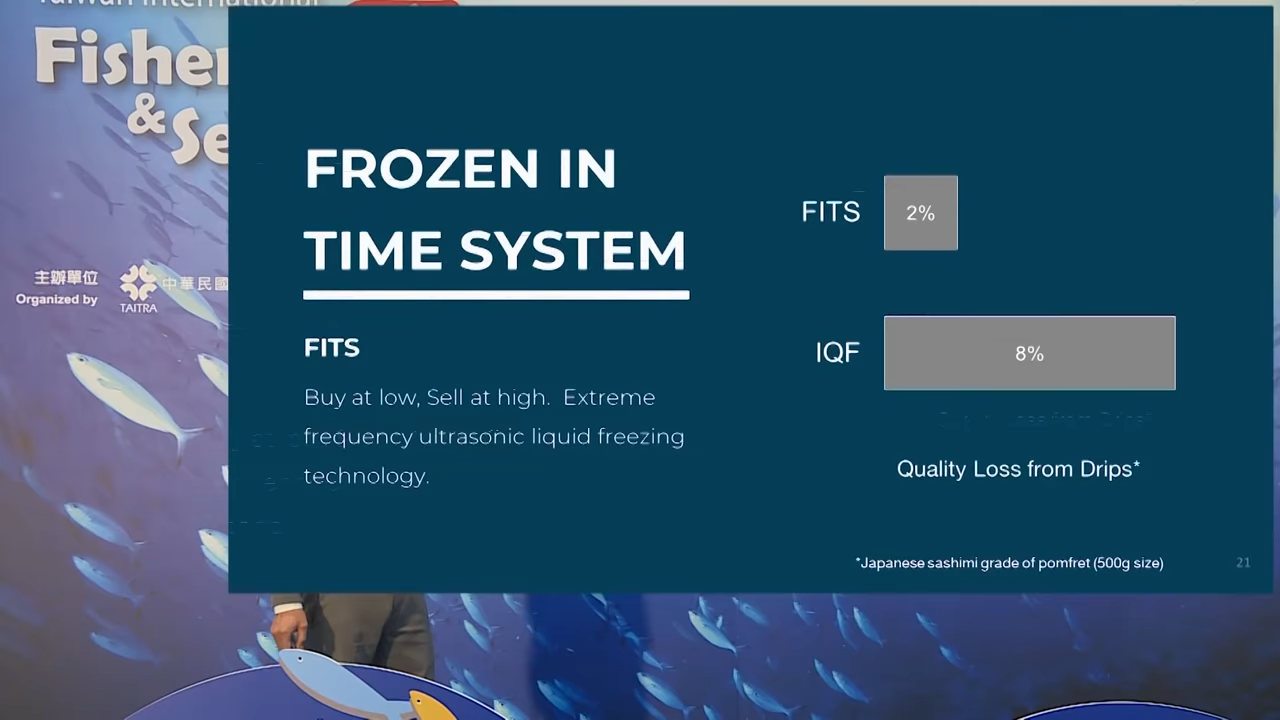 Taiwan International
Fisher
& Se
主辦單位
Organized by
TAITRA
中華民國
FROZEN IN
TIME SYSTEM
FITS
Buy at low, Sell at high. Extreme
frequency ultrasonic liquid freezing
technology.
FITS
2%
IQF
8%
Quality Loss from Drips*
*Japanese sashimi grade of pomfret (500g size)
21